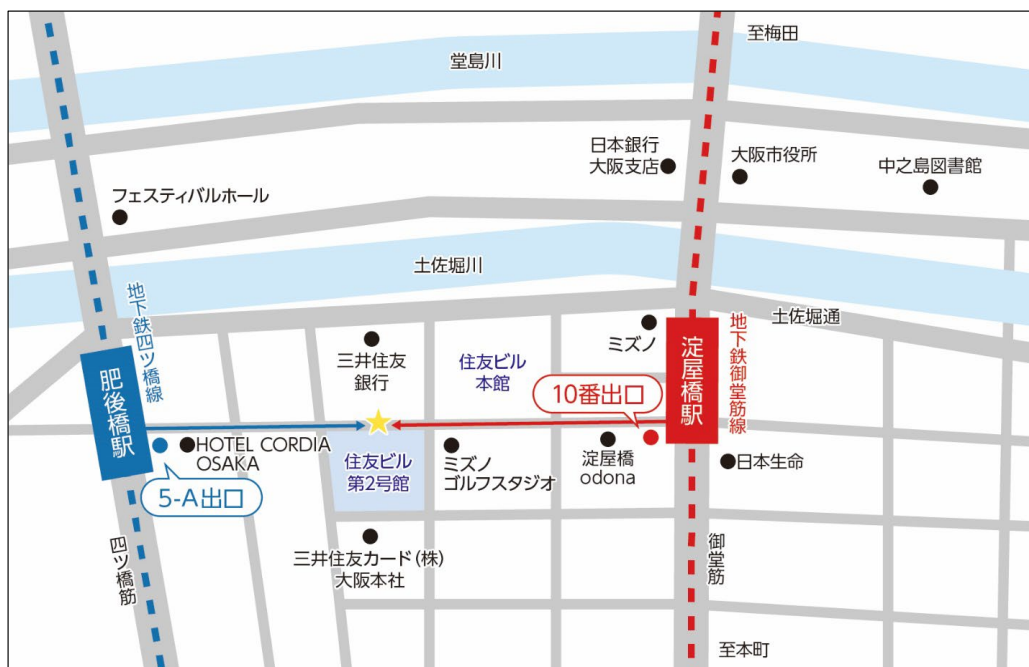 至梅田
堂島川
日本銀行
大阪支店
大阪市役所
中之島図書館
フェスティバルホール
土佐堀川
地下鉄四ツ橋線
土佐堀通
三井住友
銀行
住友ビル
本館
ミズノ
淀屋橋駅
地下鉄御堂筋線
肥後橋駅
10番出口
HOTEL CORDIA
OSAKA
5-A出口
住友ビル
第2号館
ミズノ
ゴルフスタジオ
淀屋橋
odona
日本生命
四ツ橋筋
三井住友カード(株)
大阪本社
御堂筋
至本町